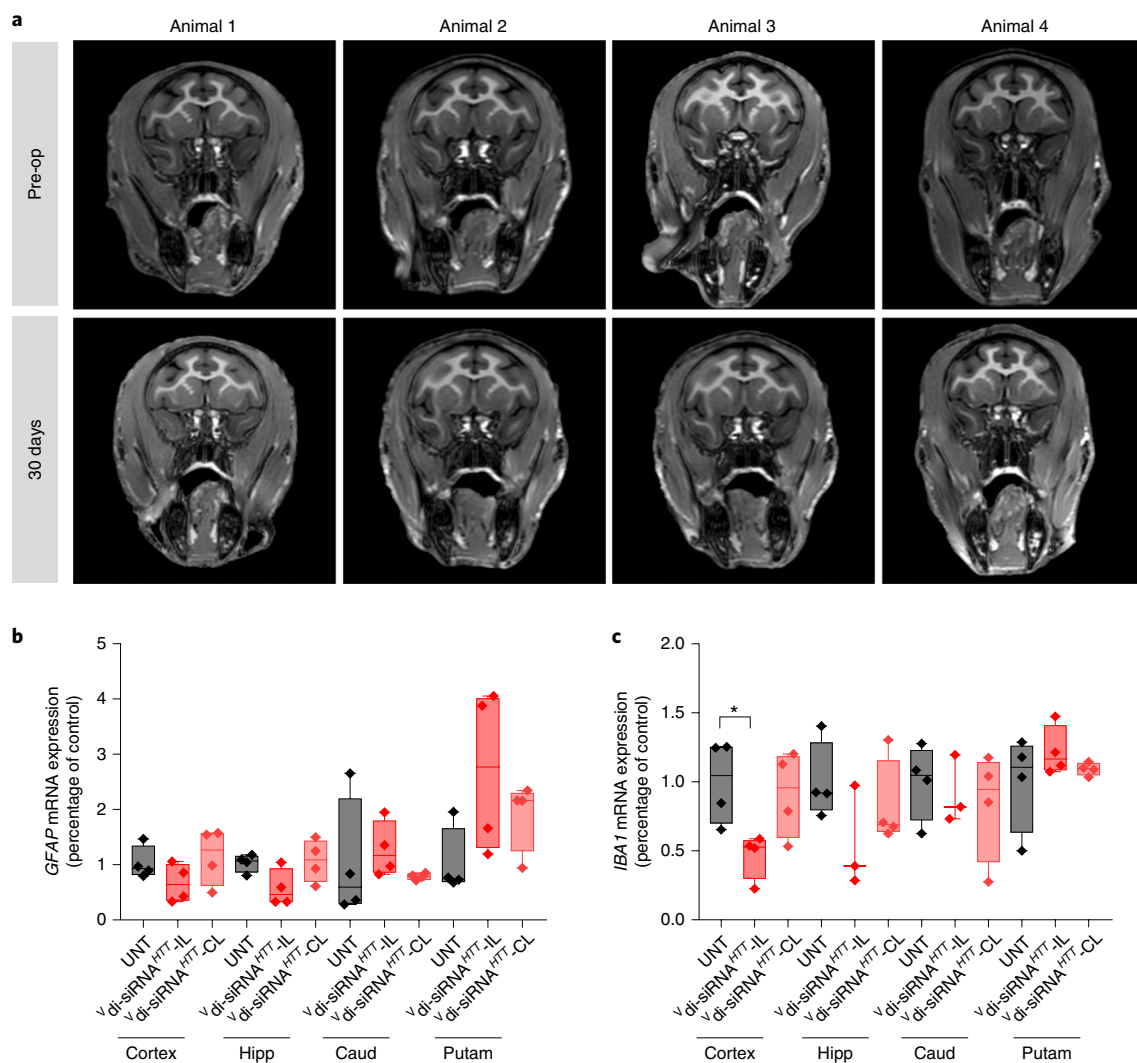 a
Animal 1 Animal 2 Animal 3 Animal 4
Pre-op
30 days
b
GFAP mRNA expression
(percentage of control)
5
4
3
2
1
0
UNT
V di-siRNA HTT-IL
V di-siRNA HTT-CL
UNT
V di-siRNA HTT-IL
V di-siRNA HTT-CL
UNT
V di-siRNA HTT-IL
V di-siRNA HTT-CL
UNT
V di-siRNA HTT-IL
V di-siRNA HTT-CL
Cortex Hipp Caud Putam
c
IBA1 mRNA expression
(percentage of control)
2.0
1.5
1.0
0.5
0.0
*
UNT
V di-siRNA HTT-IL
V di-siRNA HTT-CL
UNT
V di-siRNA HTT-IL
V di-siRNA HTT-CL
UNT
V di-siRNA HTT-IL
V di-siRNA HTT-CL
UNT
V di-siRNA HTT-IL
V di-siRNA HTT-CL
Cortex Hipp Caud Putam